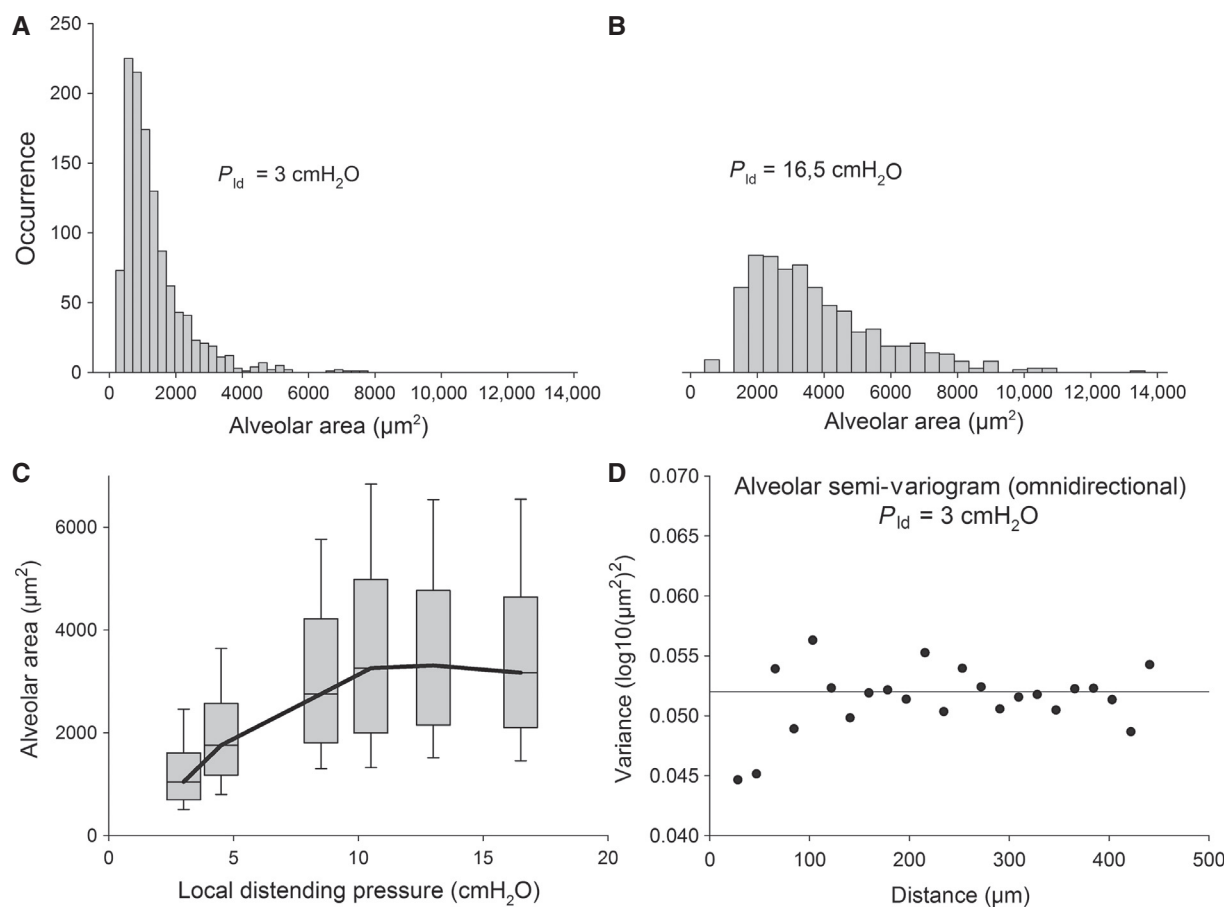 A
250
200
150
100
50
0
Occurrence
P_ld = 3 cmH₂O
0 2000 4000 6000 8000 10,000 12,000 14,000
Alveolar area (µm²)
B
P_ld = 16,5 cmH₂O
0 2000 4000 6000 8000 10,000 12,000 14,000
Alveolar area (µm²)
C
6000
4000
2000
0
Alveolar area (µm²)
0 5 10 15 20
Local distending pressure (cmH₂O)
D
Alveolar semi-variogram (omnidirectional)
P_ld = 3 cmH₂O
0.070
0.065
0.060
0.055
0.050
0.045
0.040
Variance (log10(µm²)²)
0 100 200 300 400 500
Distance (µm)